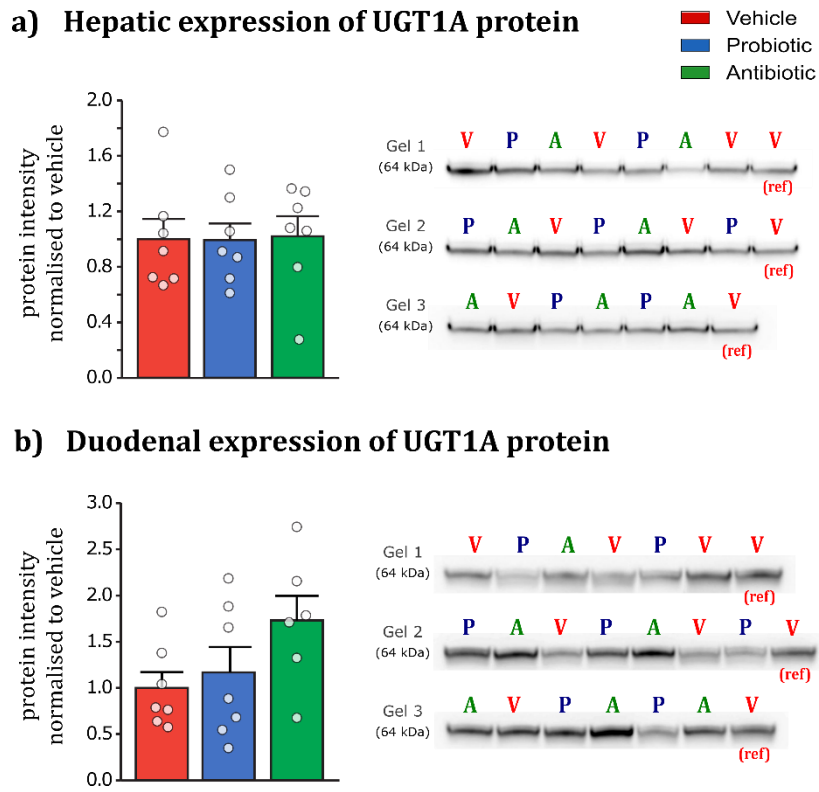 a) Hepatic expression of UGT1A protein
Vehicle
Probiotic
Antibiotic
protein intensity
normalised to vehicle
2.0
1.6
1.2
0.8
0.4
0.0
Gel 1
(64 kDa)
V P A V P A V V
(ref)
Gel 2
(64 kDa)
P A V P A V P V
(ref)
Gel 3
(64 kDa)
A V P A P A V
(ref)
b) Duodenal expression of UGT1A protein
protein intensity
normalised to vehicle
3.0
2.5
2.0
1.5
1.0
0.5
0.0
Gel 1
(64 kDa)
V P A V P V V
(ref)
Gel 2
(64 kDa)
P A V P A V P V
(ref)
Gel 3
(64 kDa)
A V P A P A V
(ref)